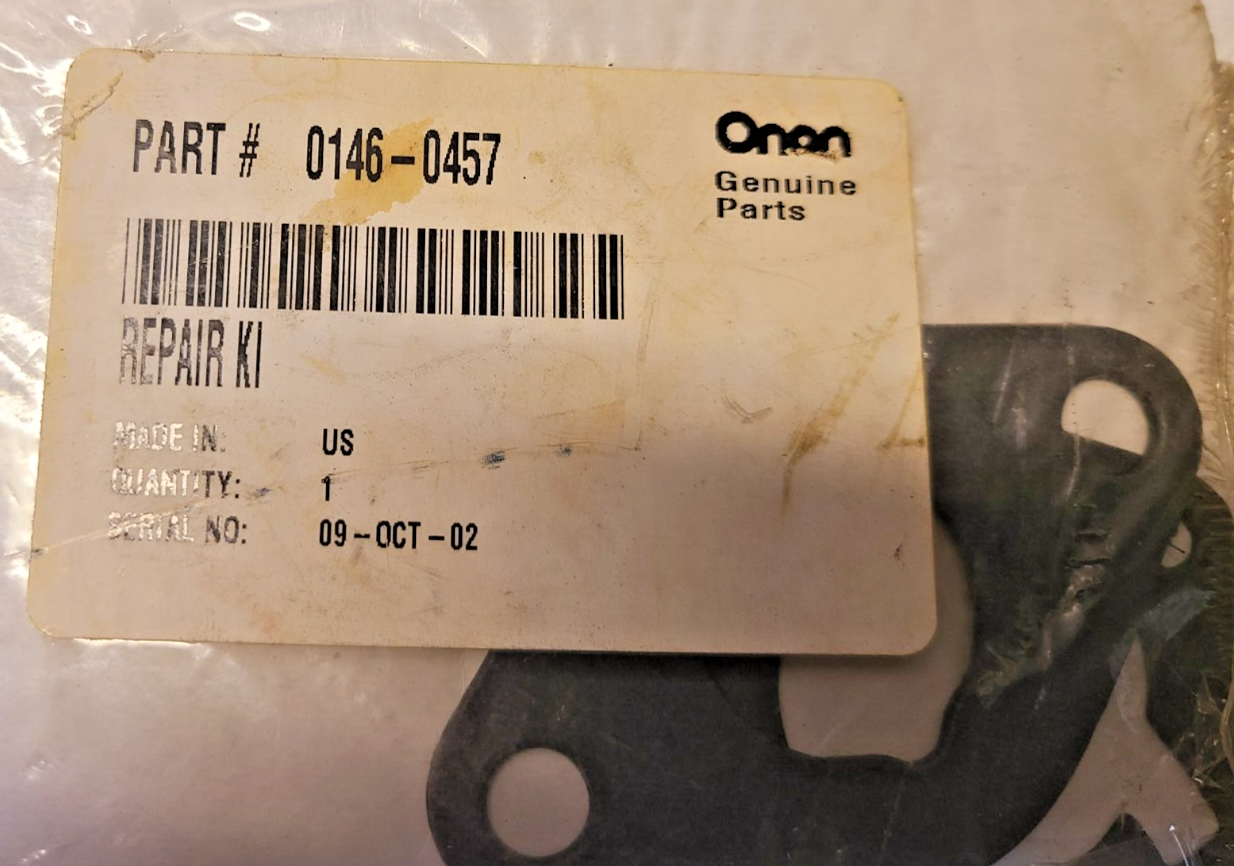 PART # 0146-0457
Onan
Genuine
Parts
REPAIR KI
MADE IN: US
QUANTITY: 1
SERIAL NO: 09-OCT-02